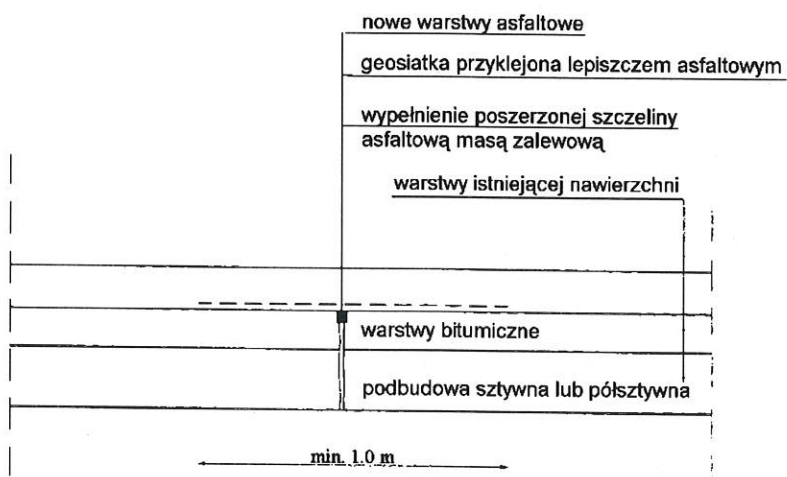 nowe warstwy asfaltowe
geosiatka przyklejona lepiszczem asfaltowym
wypełnienie poszerzonej szczeliny
asfaltową masą zalewową
warstwy istniejącej nawierzchni
warstwy bitumiczne
podbudowa sztywna lub półsztywna
min. 1.0 m